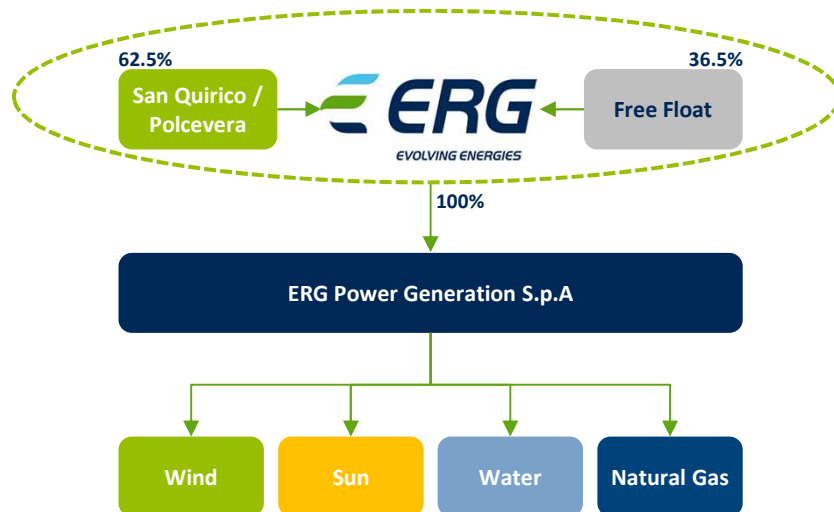 62.5%
36.5%
San Quirico /
Polcevera
ERG
EVOLVING ENERGIES
Free Float
100%
ERG Power Generation S.p.A
Wind
Sun
Water
Natural Gas